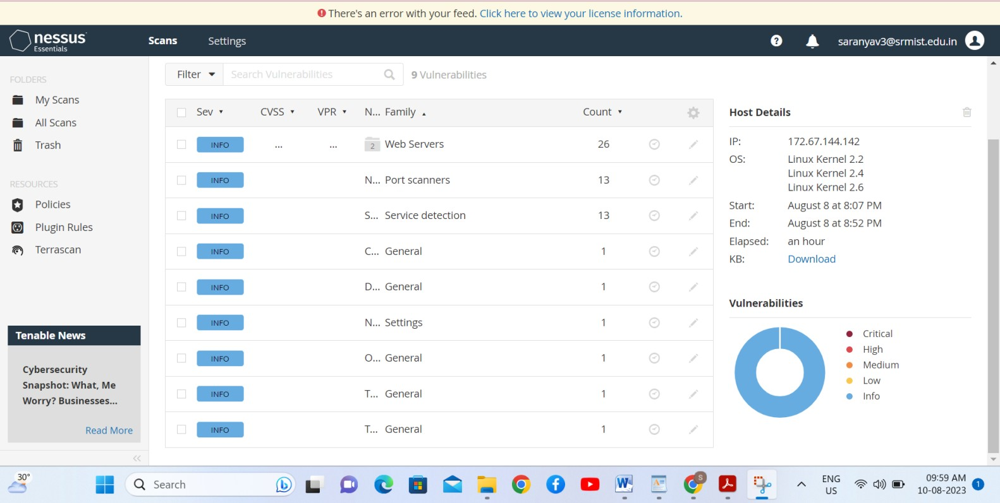 There's an error with your feed. Click here to view your license information.
nessus
Essentials
Scans
Settings
?
saranyav3@srmist.edu.in
FOLDERS
My Scans
All Scans
Trash
RESOURCES
Policies
Plugin Rules
Terrascan
Tenable News
Cybersecurity
Snapshot: What, Me
Worry? Businesses...
Read More
Filter
Search Vulnerabilities
9 Vulnerabilities
Sev CVSS VPR N... Family Count
INFO ... ... 2 Web Servers 26
INFO N... Port scanners 13
INFO S... Service detection 13
INFO C... General 1
INFO D... General 1
INFO N... Settings 1
INFO O... General 1
INFO T... General 1
INFO T... General 1
Host Details
IP: 172.67.144.142
OS: Linux Kernel 2.2
Linux Kernel 2.4
Linux Kernel 2.6
Start: August 8 at 8:07 PM
End: August 8 at 8:52 PM
Elapsed: an hour
KB: Download
Vulnerabilities
Critical
High
Medium
Low
Info
30°
Search
S
ENG
US
09:59 AM
10-08-2023
1